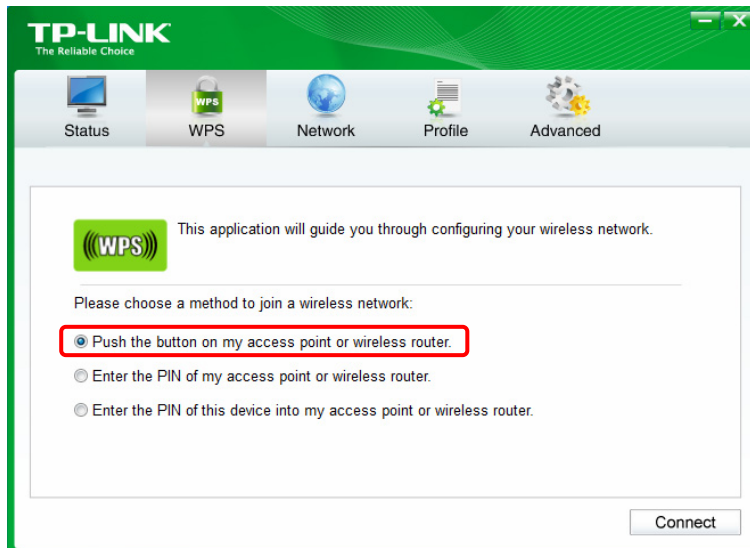 TP-LINK
The Reliable Choice
Status WPS Network Profile Advanced
WPS
This application will guide you through configuring your wireless network.
(((WPS)))
Please choose a method to join a wireless network:
Push the button on my access point or wireless router.
Enter the PIN of my access point or wireless router.
Enter the PIN of this device into my access point or wireless router.
Connect